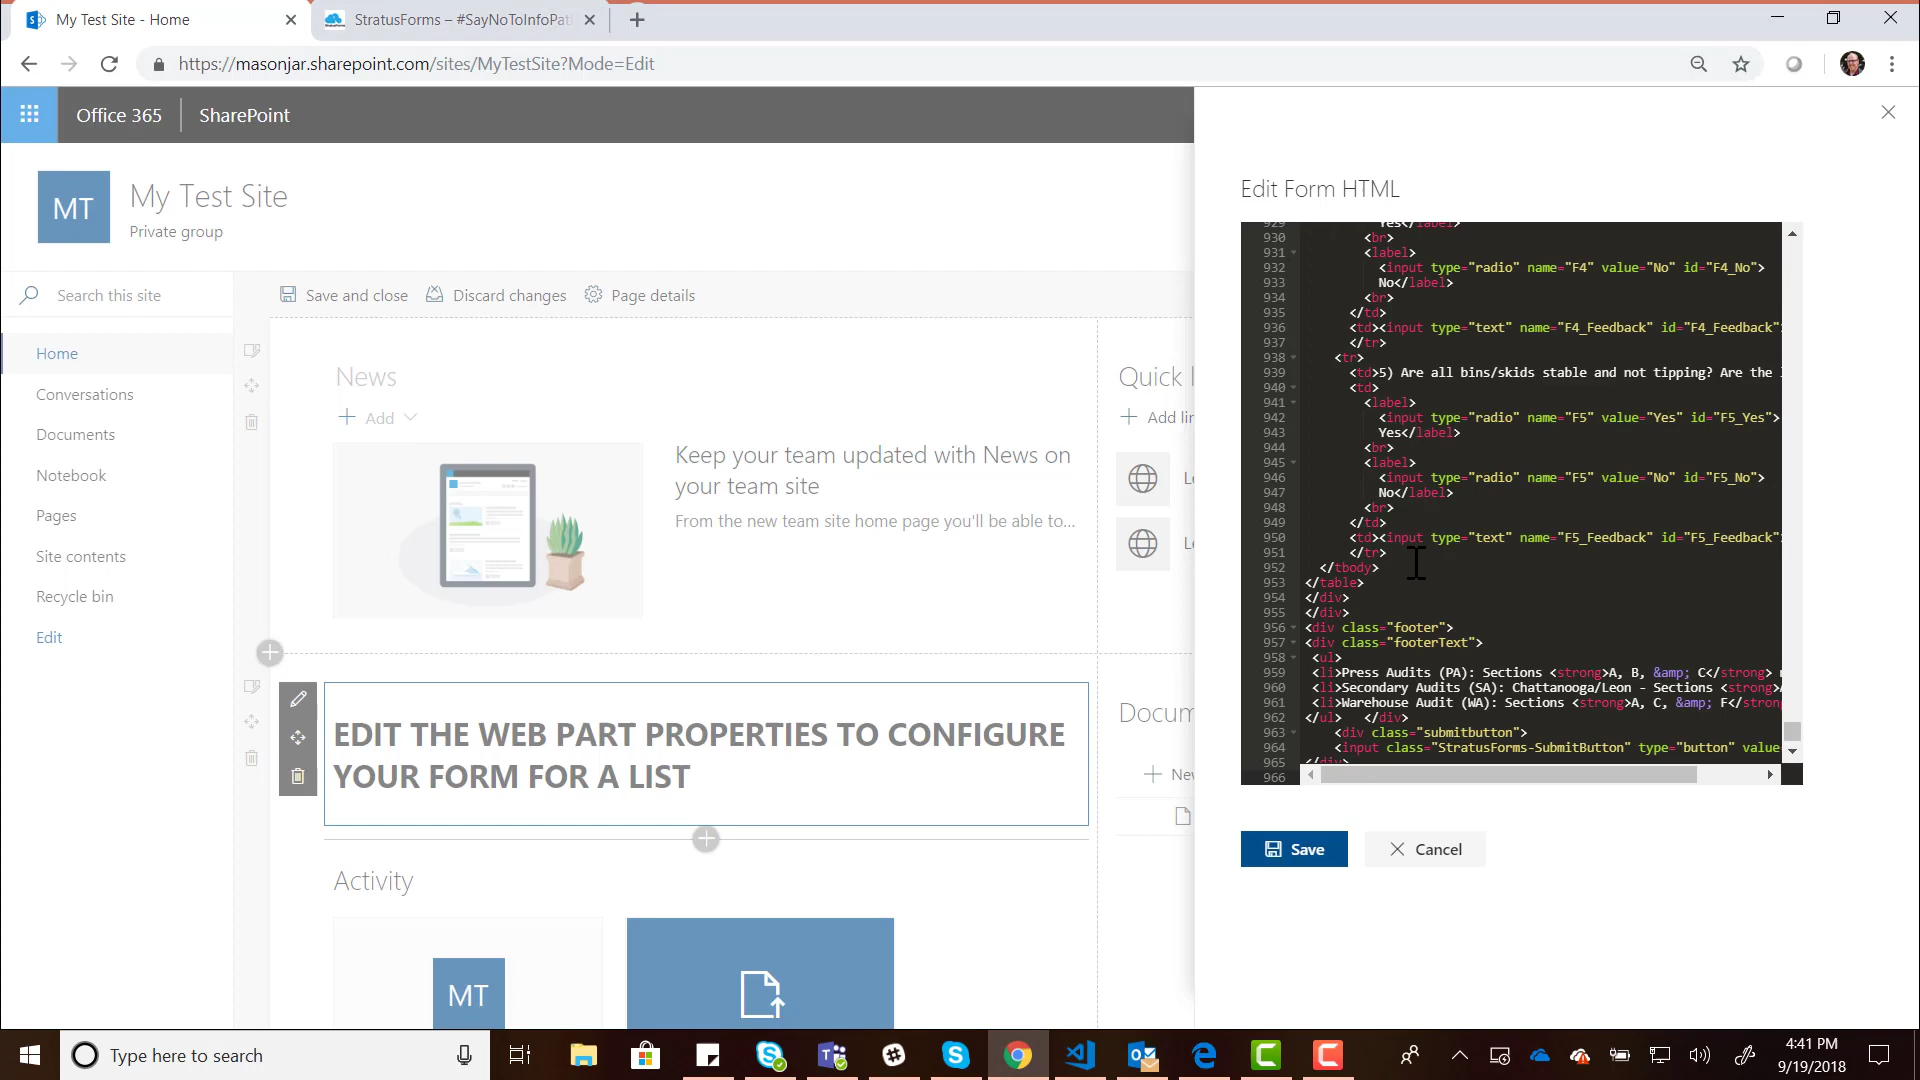 My Test Site - Home
StratusForms – #SayNoToInfoPat
https://masonjar.sharepoint.com/sites/MyTestSite?Mode=Edit
Office 365
SharePoint
MT
My Test Site
Private group
Search this site
Save and close
Discard changes
Page details
Home
Conversations
Documents
Notebook
Pages
Site contents
Recycle bin
Edit
News
Add
Keep your team updated with News on
your team site
From the new team site home page you'll be able to...
Quick l
Add lin
Le
Le
EDIT THE WEB PART PROPERTIES TO CONFIGURE
YOUR FORM FOR A LIST
Docum
New
Activity
MT
Edit Form HTML
929 Yes</label>
930 <br>
931 <label>
932 <input type="radio" name="F4" value="No" id="F4_No">
933 No</label>
934 <br>
935 </td>
936 <td><input type="text" name="F4_Feedback" id="F4_Feedback"
937 </tr>
938 <tr>
939 <td>5) Are all bins/skids stable and not tipping? Are the
940 <td>
941 <label>
942 <input type="radio" name="F5" value="Yes" id="F5_Yes">
943 Yes</label>
944 <br>
945 <label>
946 <input type="radio" name="F5" value="No" id="F5_No">
947 No</label>
948 <br>
949 </td>
950 <td><input type="text" name="F5_Feedback" id="F5_Feedback"
951 </tr>
952 </tbody>
953 </table>
954 </div>
955 </div>
956 <div class="footer">
957 <div class="footerText">
958 <ul>
959 <li>Press Audits (PA): Sections <strong>A, B, &amp; C</strong>
960 <li>Secondary Audits (SA): Chattanooga/Leon - Sections <strong>
961 <li>Warehouse Audit (WA): Sections <strong>A, C, &amp; F</strong
962 </ul> </div>
963 <div class="submitbutton">
964 <input class="StratusForms-SubmitButton" type="button" value
965 </div>
966
Save
Cancel
Type here to search
4:41 PM
9/19/2018